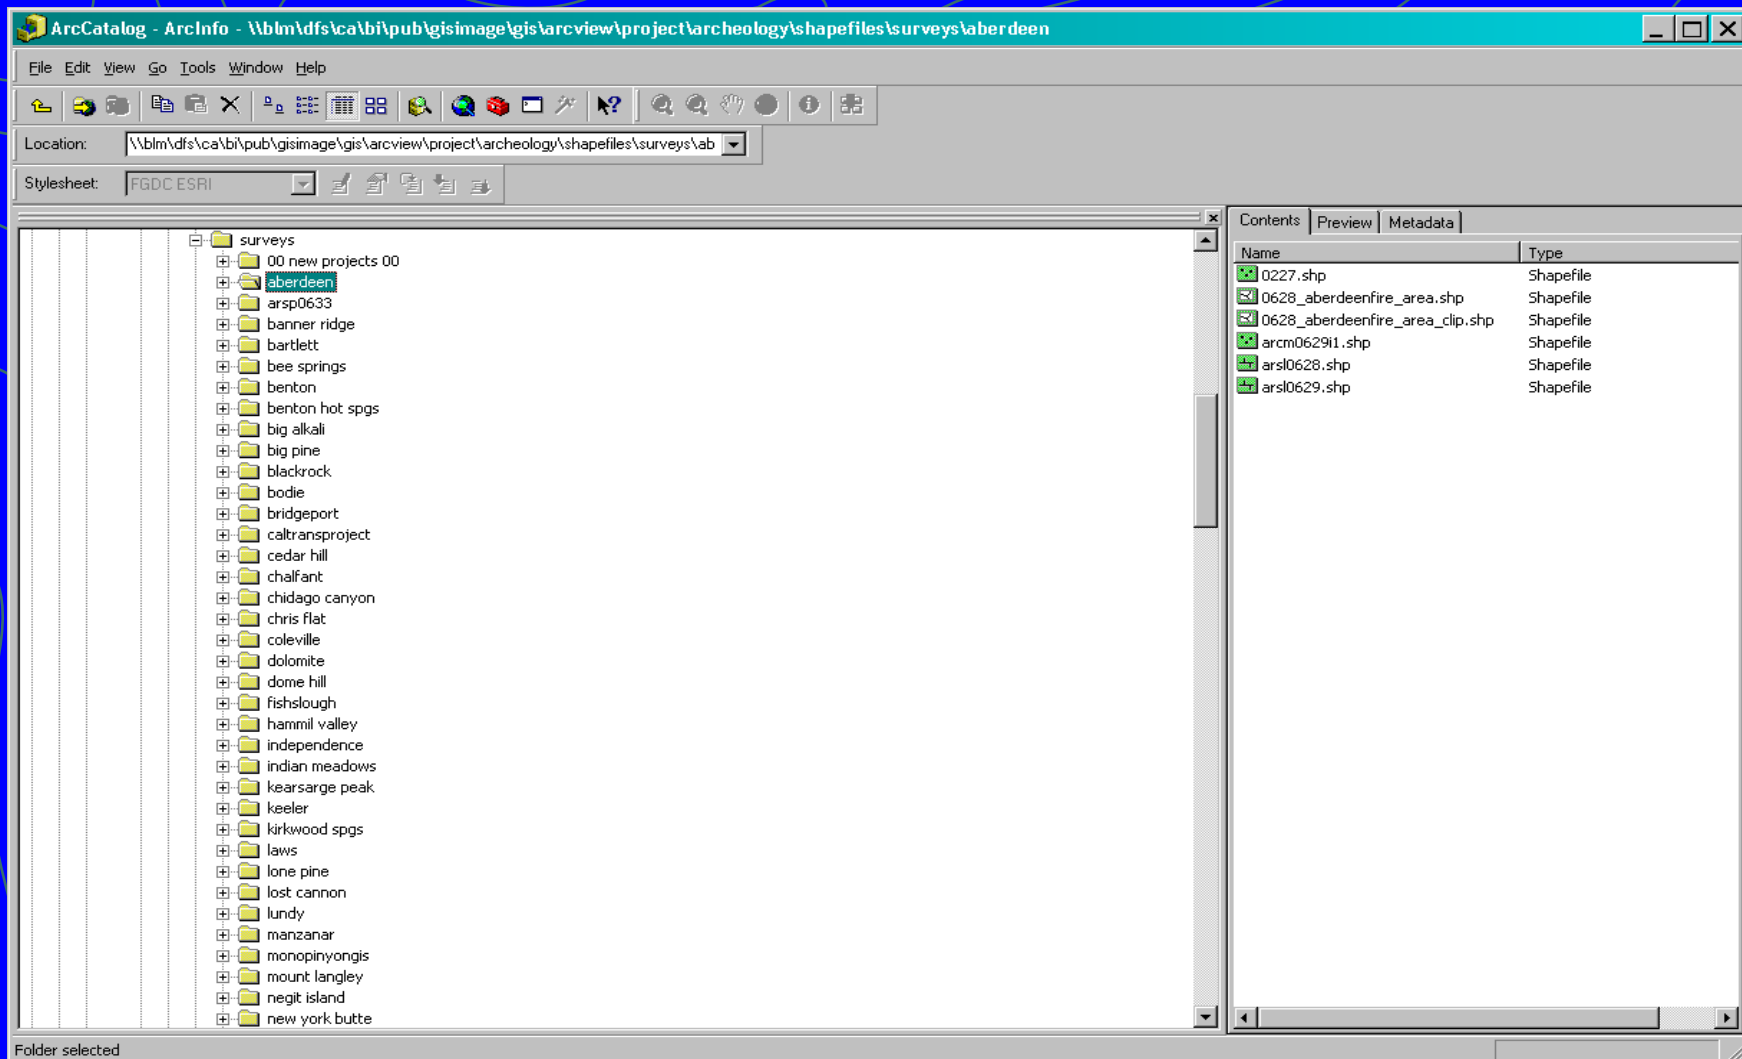 ArcCatalog - ArcInfo - \\blm\dfs\ca\bi\pub\gisimage\gis\arcview\project\archeology\shapefiles\surveys\aberdeen
File Edit View Go Tools Window Help
Location: \\blm\dfs\ca\bi\pub\gisimage\gis\arcview\project\archeology\shapefiles\surveys\ab
Stylesheet: FGDC ESRI
surveys
00 new projects 00
aberdeen
arsp0633
banner ridge
bartlett
bee springs
benton
benton hot spgs
big alkali
big pine
blackrock
bodie
bridgeport
caltransproject
cedar hill
chalfant
chidago canyon
chris flat
coleville
dolomite
dome hill
fishslough
hammil valley
independence
indian meadows
kearsarge peak
keeler
kirkwood spgs
laws
lone pine
lost cannon
lundy
manzanar
monopinyongis
mount langley
negit island
new york butte
Contents Preview Metadata
Name Type
0227.shp Shapefile
0628_aberdeenfire_area.shp Shapefile
0628_aberdeenfire_area_clip.shp Shapefile
arcm0629i1.shp Shapefile
arsl0628.shp Shapefile
arsl0629.shp Shapefile
Folder selected